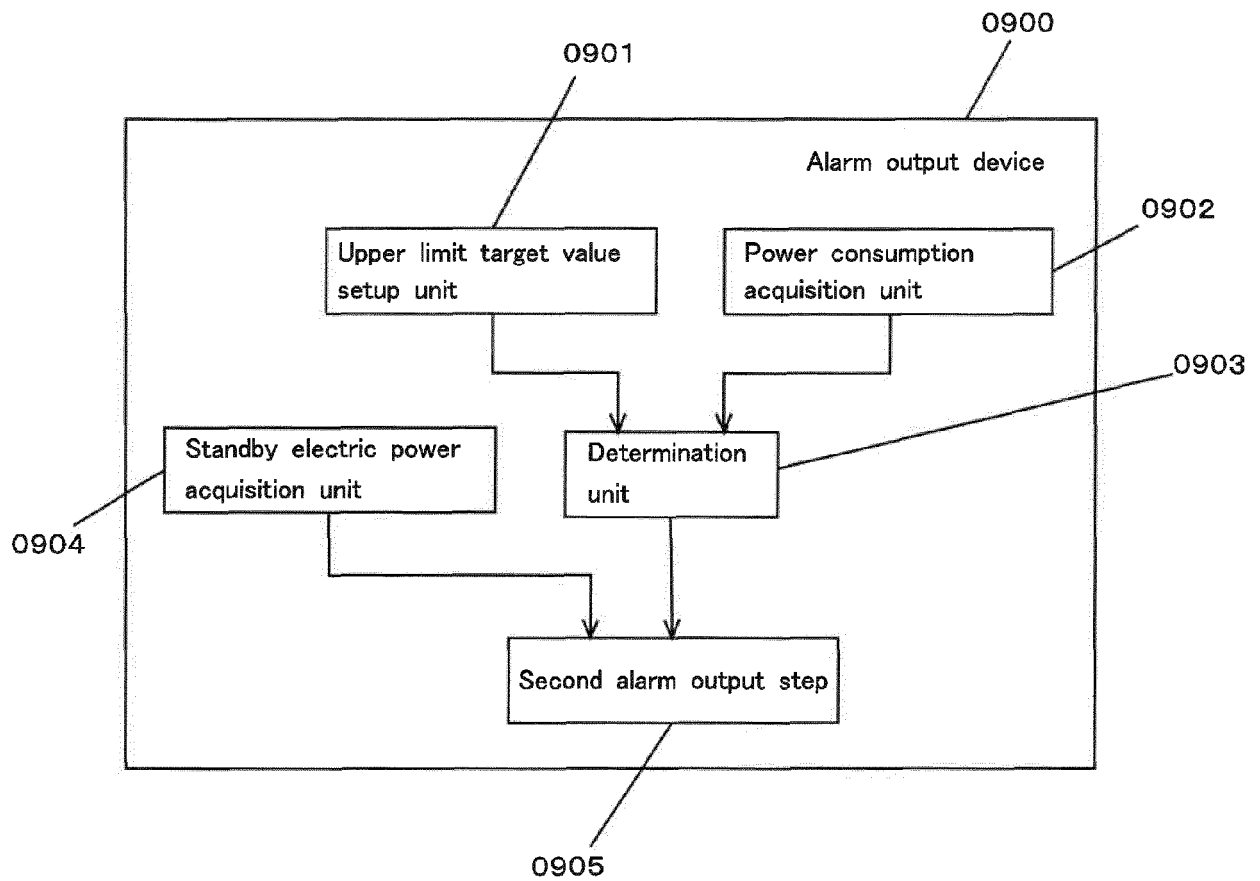 0900
0901
Alarm output device
0902
Upper limit target value
setup unit
Power consumption
acquisition unit
0903
Standby electric power
acquisition unit
Determination
unit
0904
Second alarm output step
0905